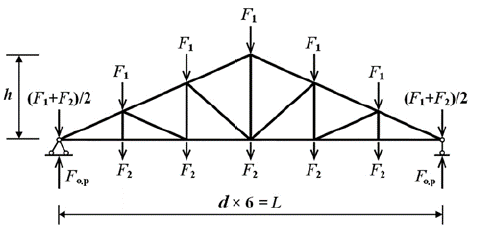 F₁
F₁ F₁
h (F₁+F₂)/2 F₁ F₁ (F₁+F₂)/2
F₂ F₂ F₂ F₂ F₂
Fₒ,ₚ Fₒ,ₚ
d × 6 = L